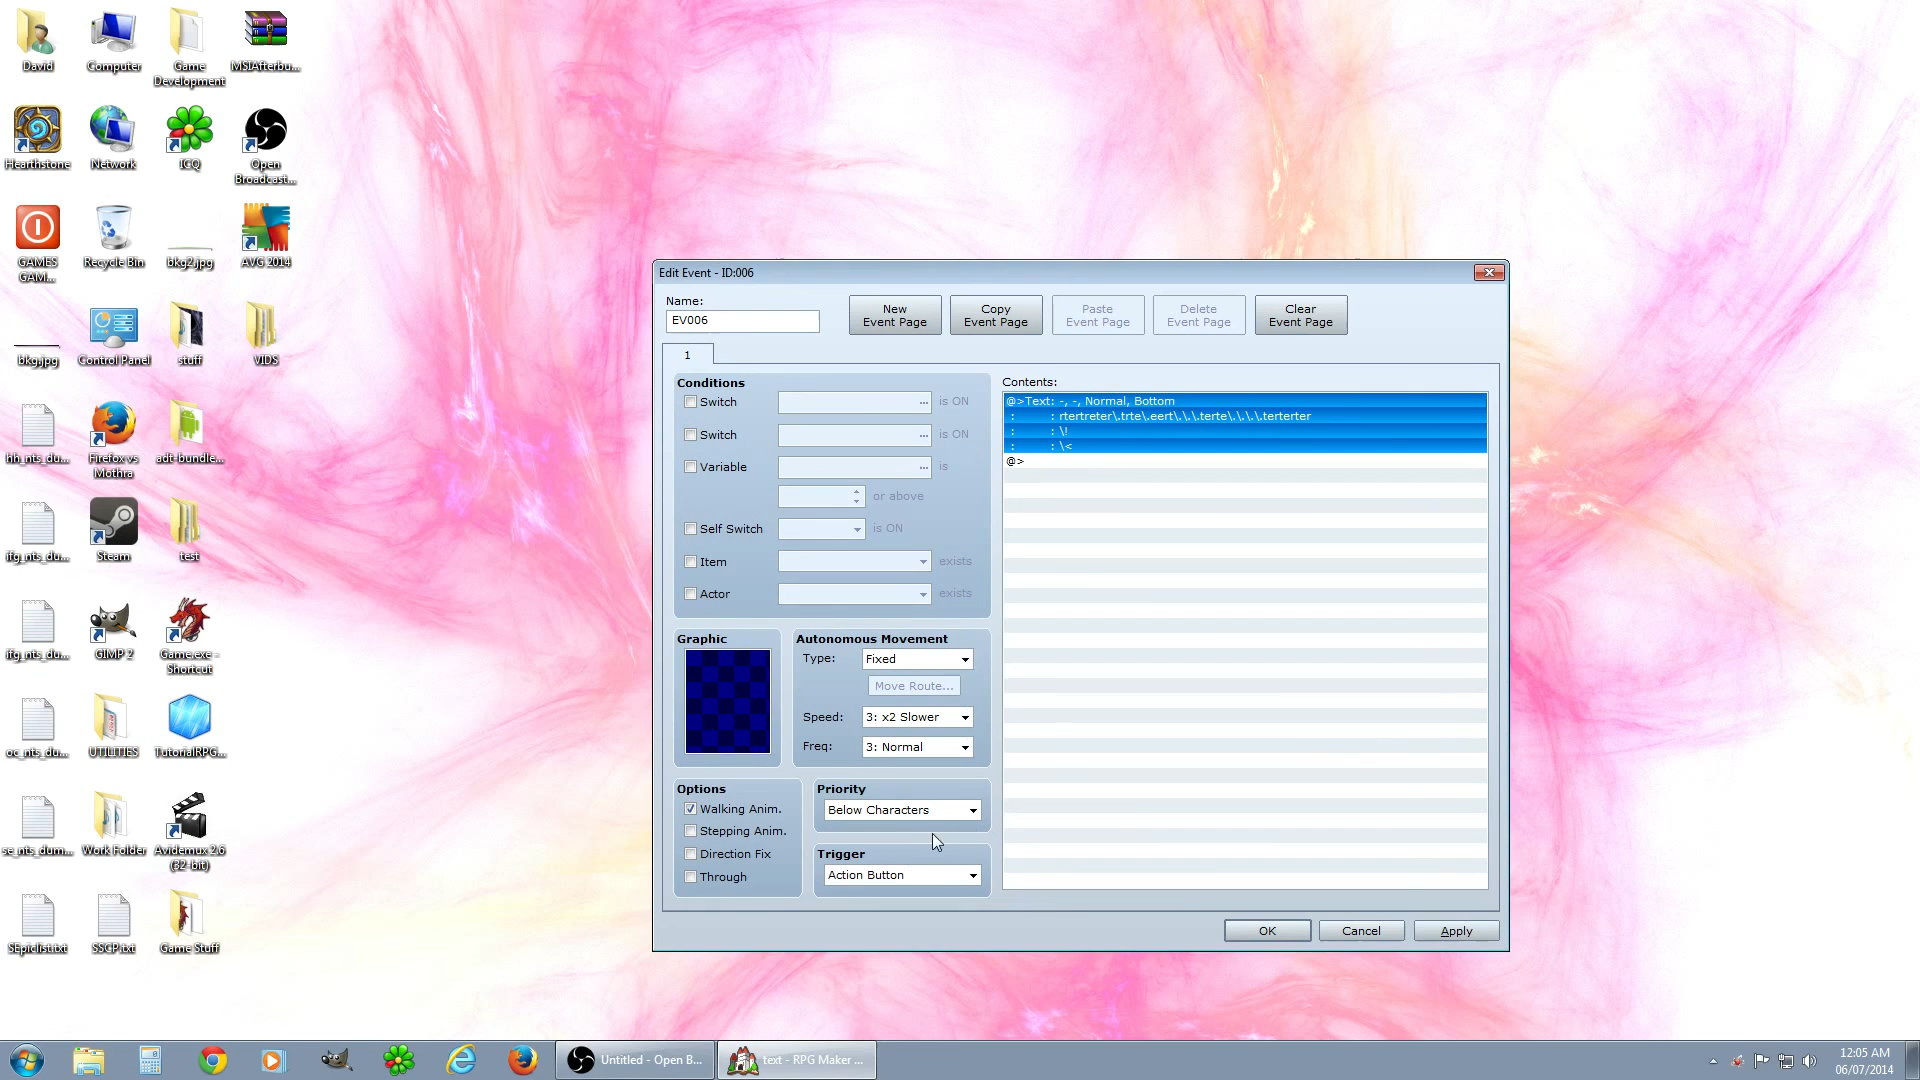 David
Computer
Game
Development
MSIAfterbu...
Hearthstone
Network
ICQ
Open
Broadcast...
GAMES
GAM...
Recycle Bin
bkg2.jpg
AVG 2014
bkg.jpg
Control Panel
stuff
VIDS
hh_nts_du...
Firefox vs
Mothra
adt-bundle...
ifg_nts_du...
Steam
test
ifg_nts_du...
GIMP 2
Game.exe -
Shortcut
oc_nts_du...
UTILITIES
TutorialRPG...
se_nts_dum...
Work Folder
Avidemux 2.6
(32-bit)
SEpiclist.txt
SSCP.txt
Game Stuff
Edit Event - ID:006
Name:
EV006
New
Event Page
Copy
Event Page
Paste
Event Page
Delete
Event Page
Clear
Event Page
1
Conditions
Switch ... is ON
Switch ... is ON
Variable ... is
or above
Self Switch is ON
Item exists
Actor exists
Graphic
Autonomous Movement
Type: Fixed
Move Route...
Speed: 3: x2 Slower
Freq: 3: Normal
Options
Walking Anim.
Stepping Anim.
Direction Fix
Through
Priority
Below Characters
Trigger
Action Button
Contents:
@>Text: -, -, Normal, Bottom
: : rtertreter\.trte\.eert\.\.\.terte\.\.\.\.terterter
: : \!
: : \<
@>
OK
Cancel
Apply
Untitled - Open B...
text - RPG Maker ...
12:05 AM
06/07/2014